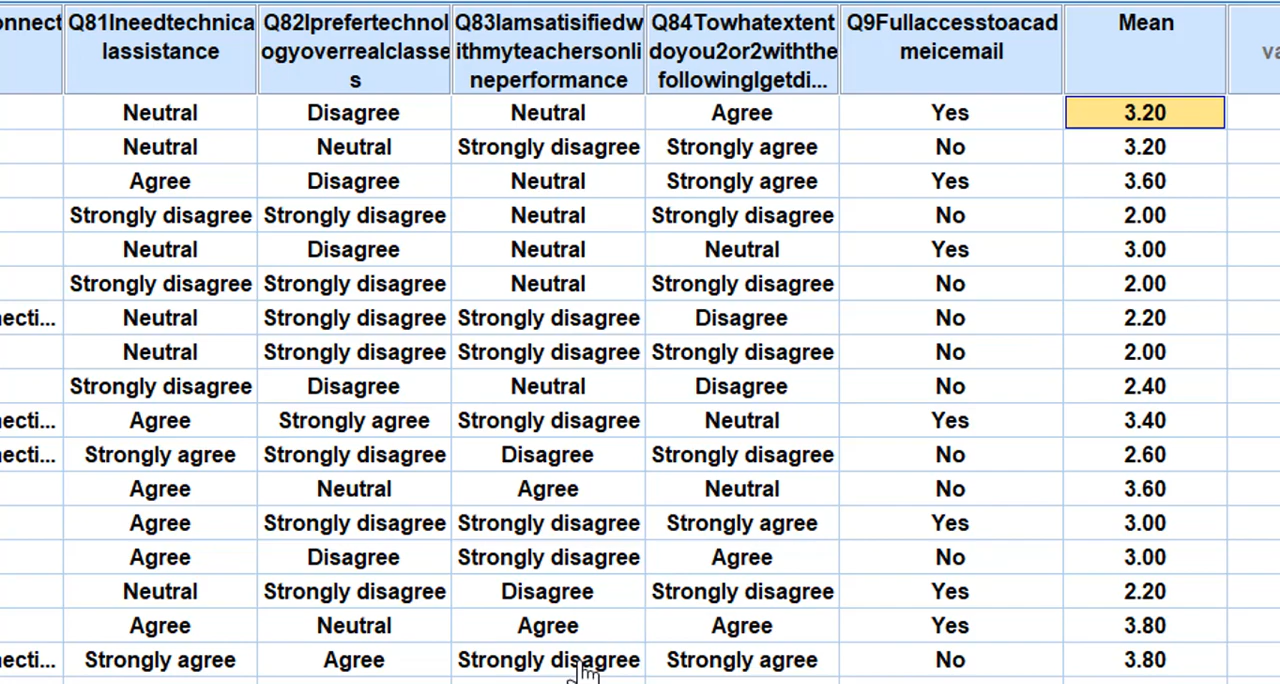 onnect Q81Ineedtechnica Q82Iprefertechnol Q83Iamsatisifiedw Q84Towhatextent Q9Fullaccesstoacad Mean
lassistance ogyoverrealclasse ithmyteachersonli doyou2or2withthe meicemail va
s neperformance followingIgetdi...
Neutral Disagree Neutral Agree Yes 3.20
Neutral Neutral Strongly disagree Strongly agree No 3.20
Agree Disagree Neutral Strongly agree Yes 3.60
Strongly disagree Strongly disagree Neutral Strongly disagree No 2.00
Neutral Disagree Neutral Neutral Yes 3.00
Strongly disagree Strongly disagree Neutral Strongly disagree No 2.00
necti... Neutral Strongly disagree Strongly disagree Disagree No 2.20
Neutral Strongly disagree Strongly disagree Strongly disagree No 2.00
Strongly disagree Disagree Neutral Disagree No 2.40
necti... Agree Strongly agree Strongly disagree Neutral Yes 3.40
necti... Strongly agree Strongly disagree Disagree Strongly disagree No 2.60
Agree Neutral Agree Neutral No 3.60
Agree Strongly disagree Strongly disagree Strongly agree Yes 3.00
Agree Disagree Strongly disagree Agree No 3.00
Neutral Strongly disagree Disagree Strongly disagree Yes 2.20
Agree Neutral Agree Agree Yes 3.80
necti... Strongly agree Agree Strongly disagree Strongly agree No 3.80